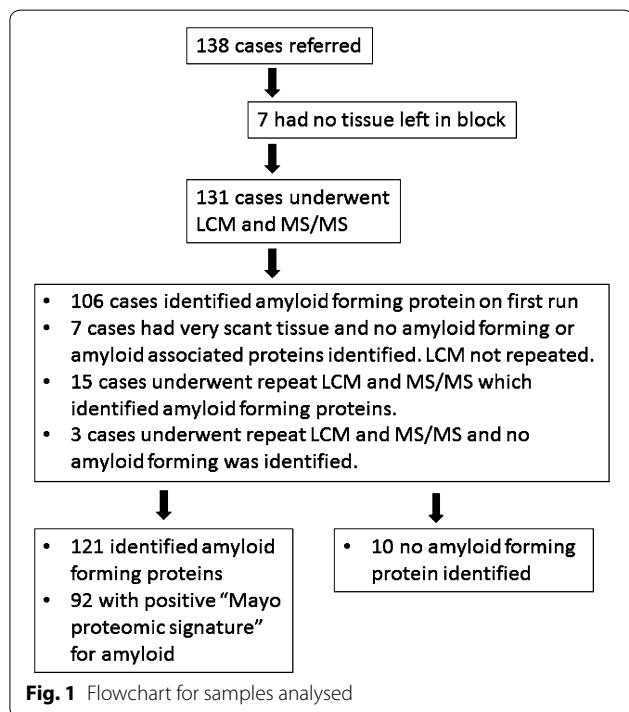 138 cases referred
7 had no tissue left in block
131 cases underwent
LCM and MS/MS
• 106 cases identified amyloid forming protein on first run
• 7 cases had very scant tissue and no amyloid forming or
amyloid associated proteins identified. LCM not repeated.
• 15 cases underwent repeat LCM and MS/MS which
identified amyloid forming proteins.
• 3 cases underwent repeat LCM and MS/MS and no
amyloid forming was identified.
• 121 identified amyloid
forming proteins
• 92 with positive “Mayo
proteomic signature”
for amyloid
• 10 no amyloid forming
protein identified
Fig. 1 Flowchart for samples analysed